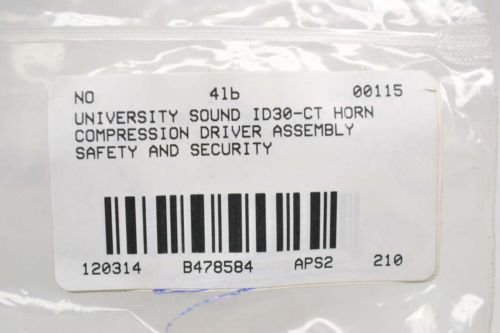 NO 41b 00115
UNIVERSITY SOUND ID30-CT HORN
COMPRESSION DRIVER ASSEMBLY
SAFETY AND SECURITY
120314 B478584 APS2 210